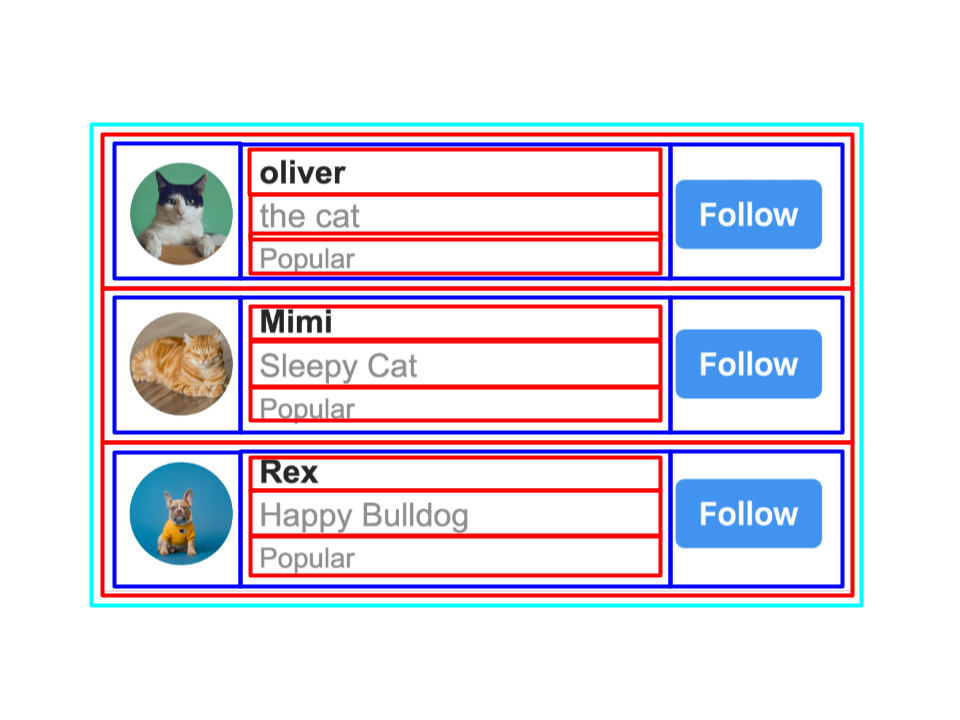 oliver
the cat
Popular
Follow
Mimi
Sleepy Cat
Popular
Follow
Rex
Happy Bulldog
Popular
Follow